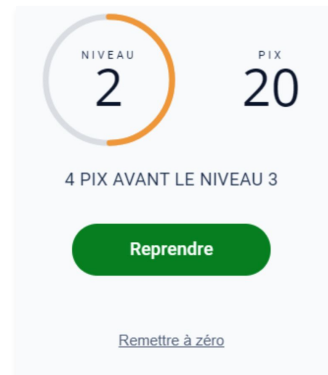 NIVEAU
2
PIX
20
4 PIX AVANT LE NIVEAU 3
Reprendre
Remettre à zéro